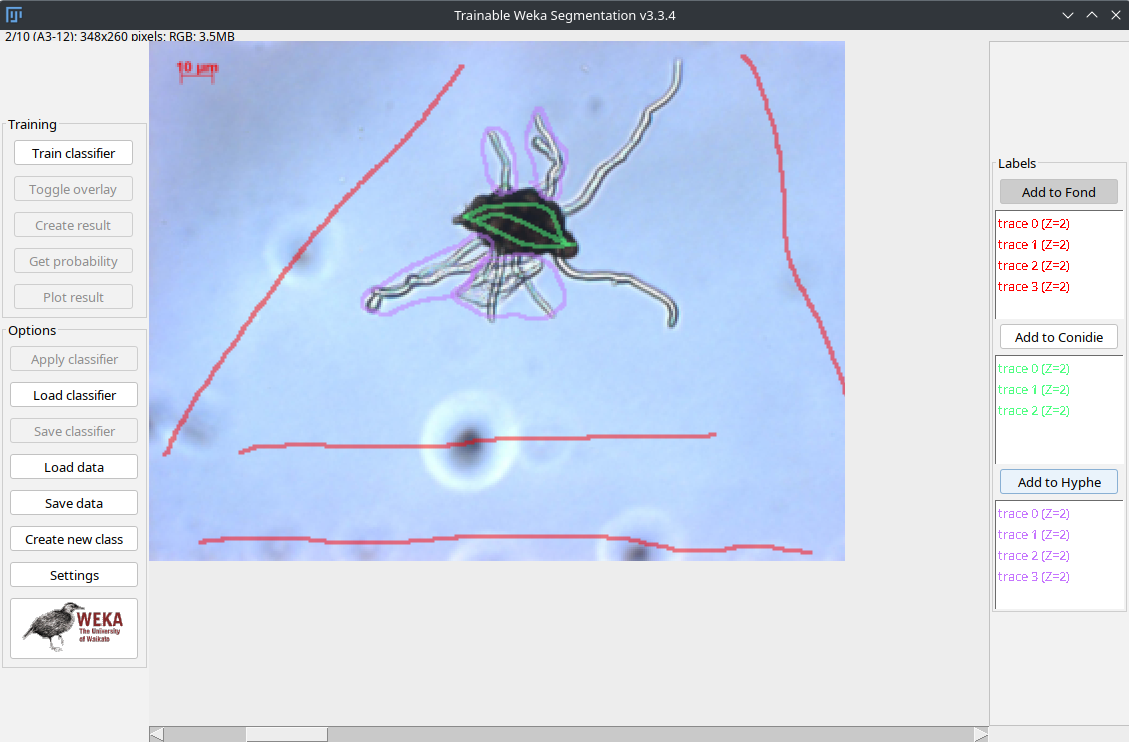 Trainable Weka Segmentation v3.3.4
2/10 (A3-12); 348x260 pixels; RGB; 3.5MB
10 µm
Training
Train classifier
Toggle overlay
Create result
Get probability
Plot result
Options
Apply classifier
Load classifier
Save classifier
Load data
Save data
Create new class
Settings
WEKA
The University
of Waikato
Labels
Add to Fond
trace 0 (Z=2)
trace 1 (Z=2)
trace 2 (Z=2)
trace 3 (Z=2)
Add to Conidie
trace 0 (Z=2)
trace 1 (Z=2)
trace 2 (Z=2)
Add to Hyphe
trace 0 (Z=2)
trace 1 (Z=2)
trace 2 (Z=2)
trace 3 (Z=2)